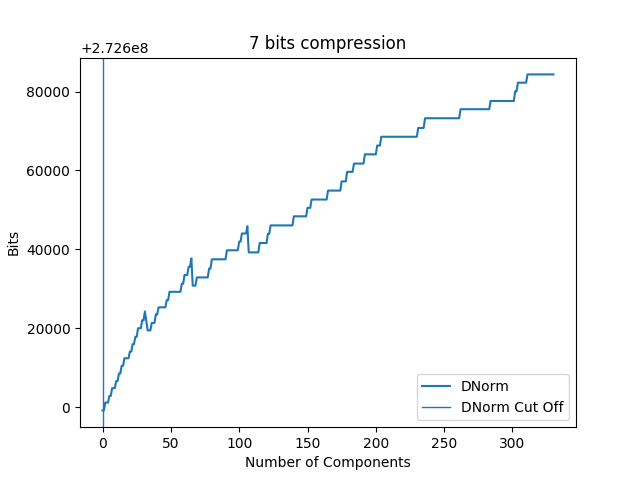 7 bits compression
+2.726e8
80000
60000
40000
20000
0
Bits
0 50 100 150 200 250 300
Number of Components
DNorm
DNorm Cut Off